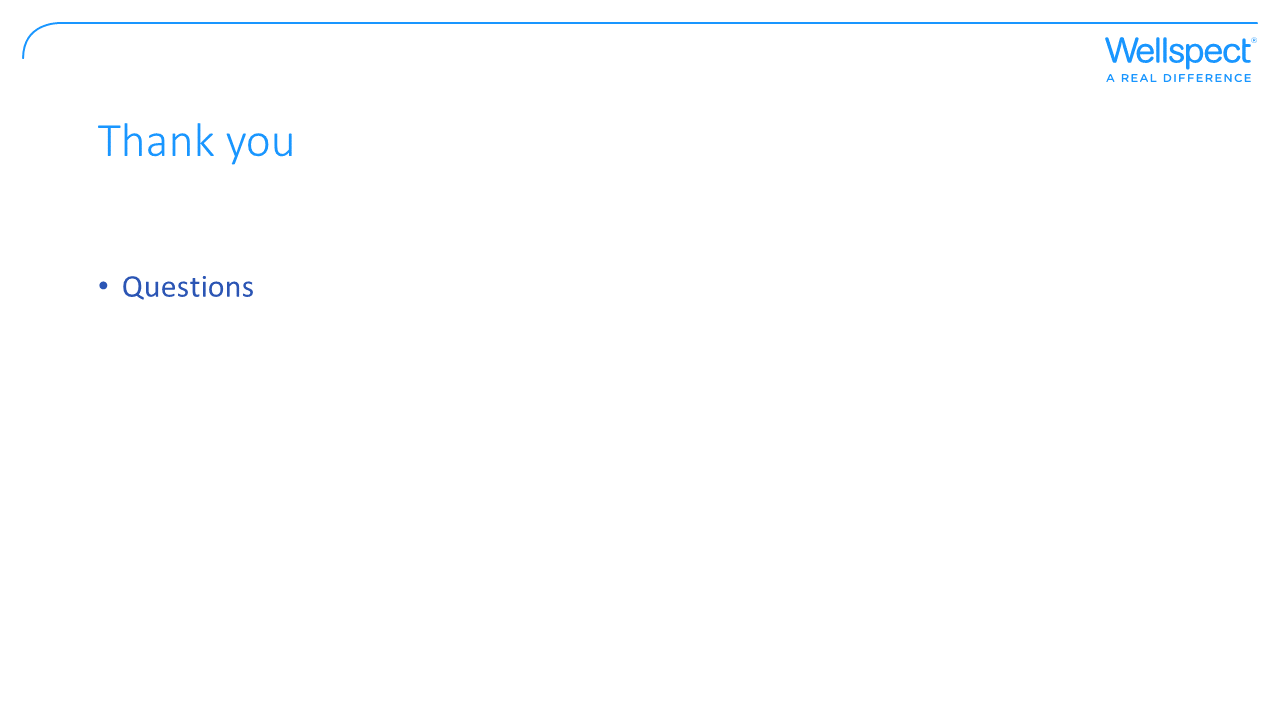 Wellspect®
A REAL DIFFERENCE
Thank you
• Questions